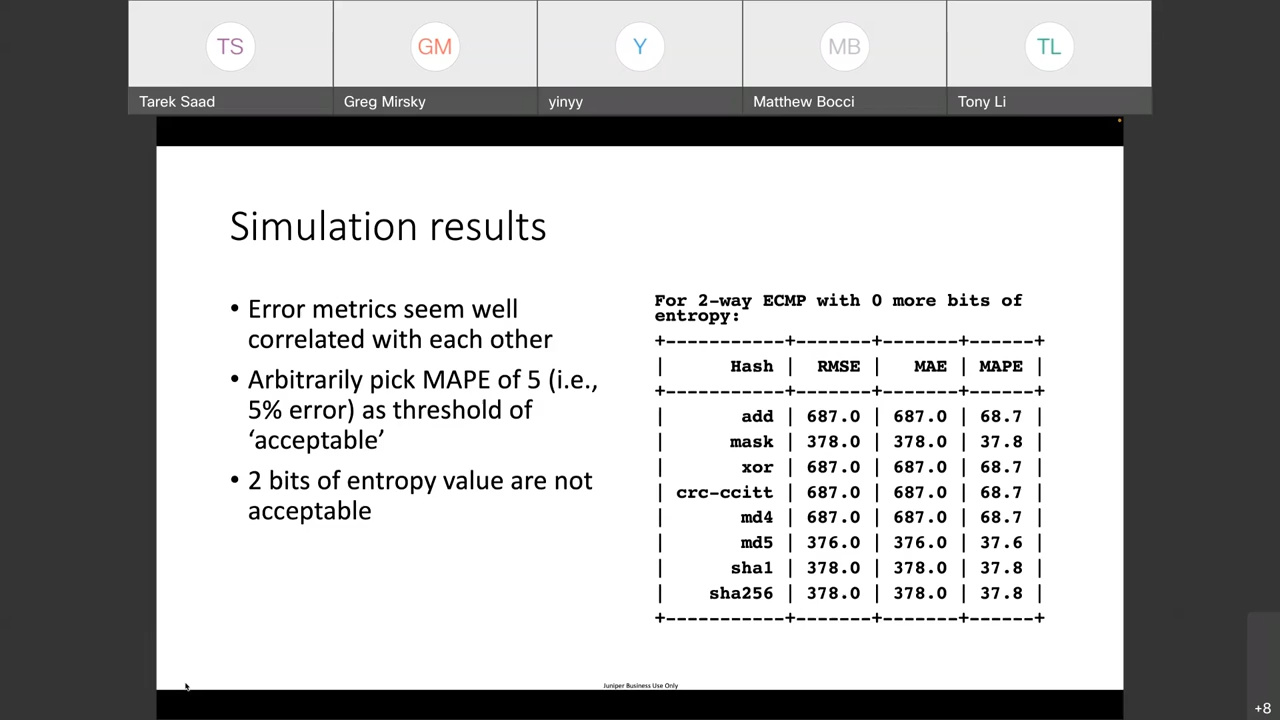 TS
GM
Y
MB
TL
Tarek Saad
Greg Mirsky
yinyy
Matthew Bocci
Tony Li
Simulation results
• Error metrics seem well
correlated with each other
• Arbitrarily pick MAPE of 5 (i.e.,
5% error) as threshold of
‘acceptable’
• 2 bits of entropy value are not
acceptable
For 2-way ECMP with 0 more bits of
entropy:
+-----------+-------+-------+------+
| Hash | RMSE | MAE | MAPE |
+-----------+-------+-------+------+
| add | 687.0 | 687.0 | 68.7 |
| mask | 378.0 | 378.0 | 37.8 |
| xor | 687.0 | 687.0 | 68.7 |
| crc-ccitt | 687.0 | 687.0 | 68.7 |
| md4 | 687.0 | 687.0 | 68.7 |
| md5 | 376.0 | 376.0 | 37.6 |
| sha1 | 378.0 | 378.0 | 37.8 |
| sha256 | 378.0 | 378.0 | 37.8 |
+-----------+-------+-------+------+
Juniper Business Use Only
+8